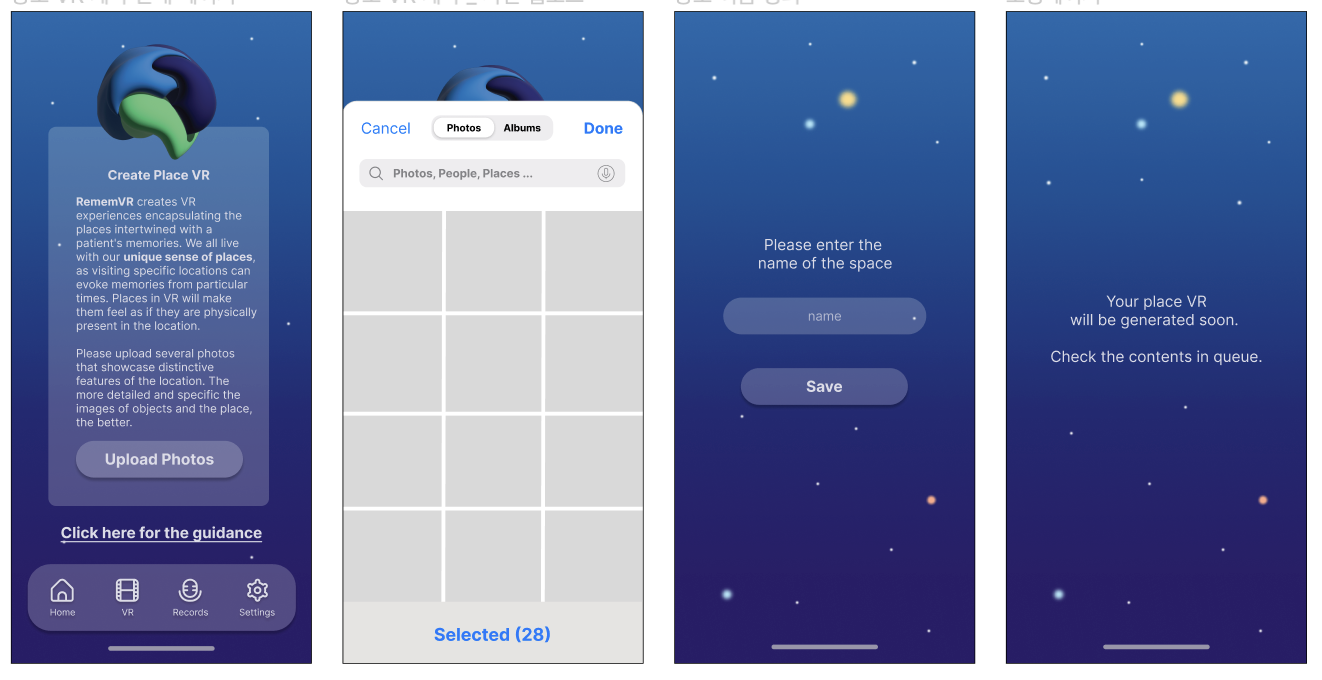 Create Place VR
RememVR creates VR
experiences encapsulating the
places intertwined with a
patient's memories. We all live
with our unique sense of places,
as visiting specific locations can
evoke memories from particular
times. Places in VR will make
them feel as if they are physically
present in the location.
Please upload several photos
that showcase distinctive
features of the location. The
more detailed and specific the
images of objects and the place,
the better.
Upload Photos
Click here for the guidance
Home
VR
Records
Settings
Cancel
Photos
Albums
Done
Photos, People, Places ...
Selected (28)
Please enter the
name of the space
name
Save
Your place VR
will be generated soon.
Check the contents in queue.